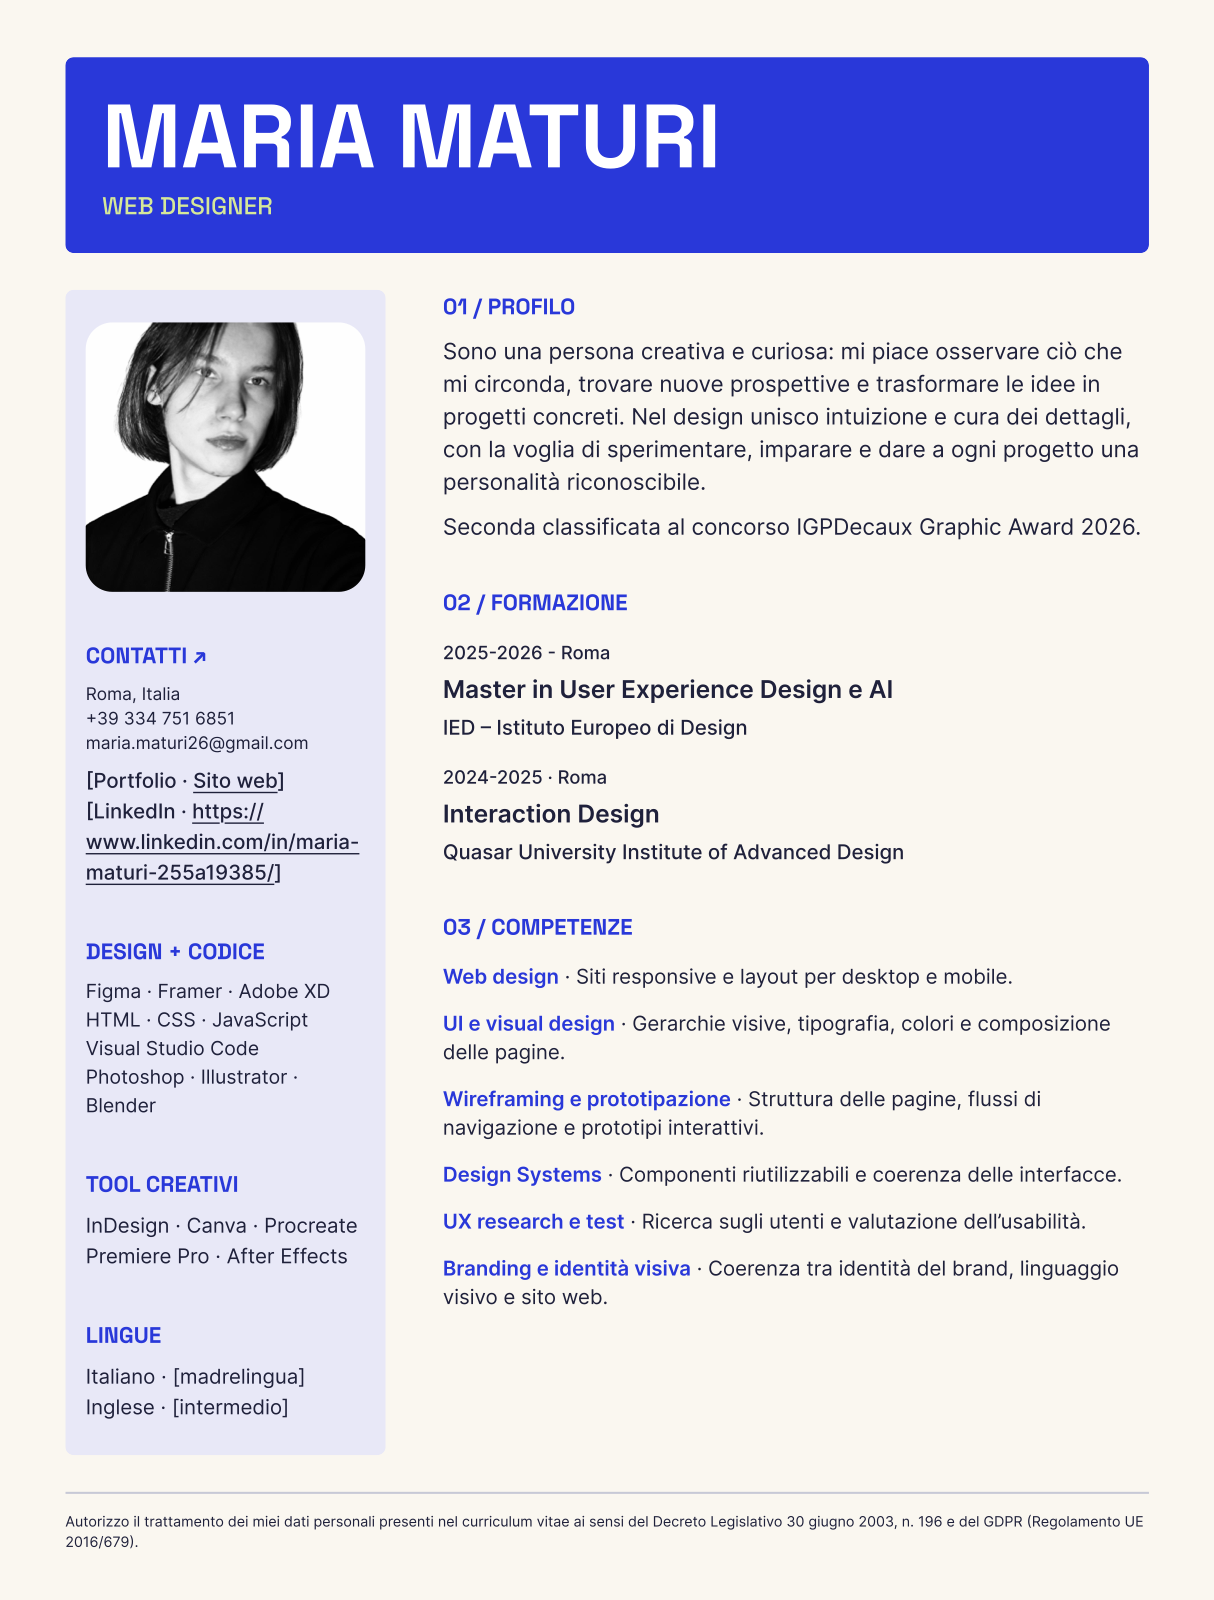 MARIA MATURI
WEB DESIGNER
CONTATTI ↗
Roma, Italia
+39 334 751 6851
maria.maturi26@gmail.com
[Portfolio · Sito web]
[LinkedIn · https://
www.linkedin.com/in/maria-
maturi-255a19385/]
DESIGN + CODICE
Figma · Framer · Adobe XD
HTML · CSS · JavaScript
Visual Studio Code
Photoshop · Illustrator ·
Blender
TOOL CREATIVI
InDesign · Canva · Procreate
Premiere Pro · After Effects
LINGUE
Italiano · [madrelingua]
Inglese · [intermedio]
01 / PROFILO
Sono una persona creativa e curiosa: mi piace osservare ciò che
mi circonda, trovare nuove prospettive e trasformare le idee in
progetti concreti. Nel design unisco intuizione e cura dei dettagli,
con la voglia di sperimentare, imparare e dare a ogni progetto una
personalità riconoscibile.
Seconda classificata al concorso IGPDecaux Graphic Award 2026.
02 / FORMAZIONE
2025-2026 - Roma
Master in User Experience Design e AI
IED – Istituto Europeo di Design
2024-2025 · Roma
Interaction Design
Quasar University Institute of Advanced Design
03 / COMPETENZE
Web design · Siti responsive e layout per desktop e mobile.
UI e visual design · Gerarchie visive, tipografia, colori e composizione
delle pagine.
Wireframing e prototipazione · Struttura delle pagine, flussi di
navigazione e prototipi interattivi.
Design Systems · Componenti riutilizzabili e coerenza delle interfacce.
UX research e test · Ricerca sugli utenti e valutazione dell’usabilità.
Branding e identità visiva · Coerenza tra identità del brand, linguaggio
visivo e sito web.
Autorizzo il trattamento dei miei dati personali presenti nel curriculum vitae ai sensi del Decreto Legislativo 30 giugno 2003, n. 196 e del GDPR (Regolamento UE
2016/679).